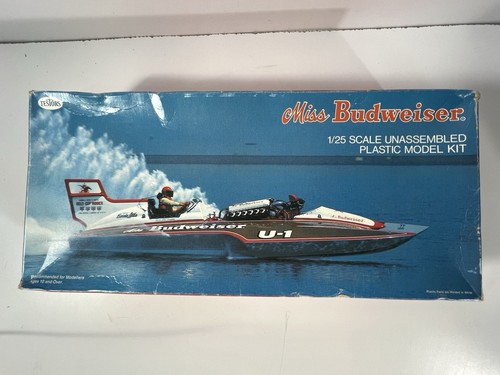 TESTORS
Miss Budweiser®
1/25 SCALE UNASSEMBLED
PLASTIC MODEL KIT
Budweiser
Budweiser
U-1
Recommended for Modelers
ages 10 and Over.